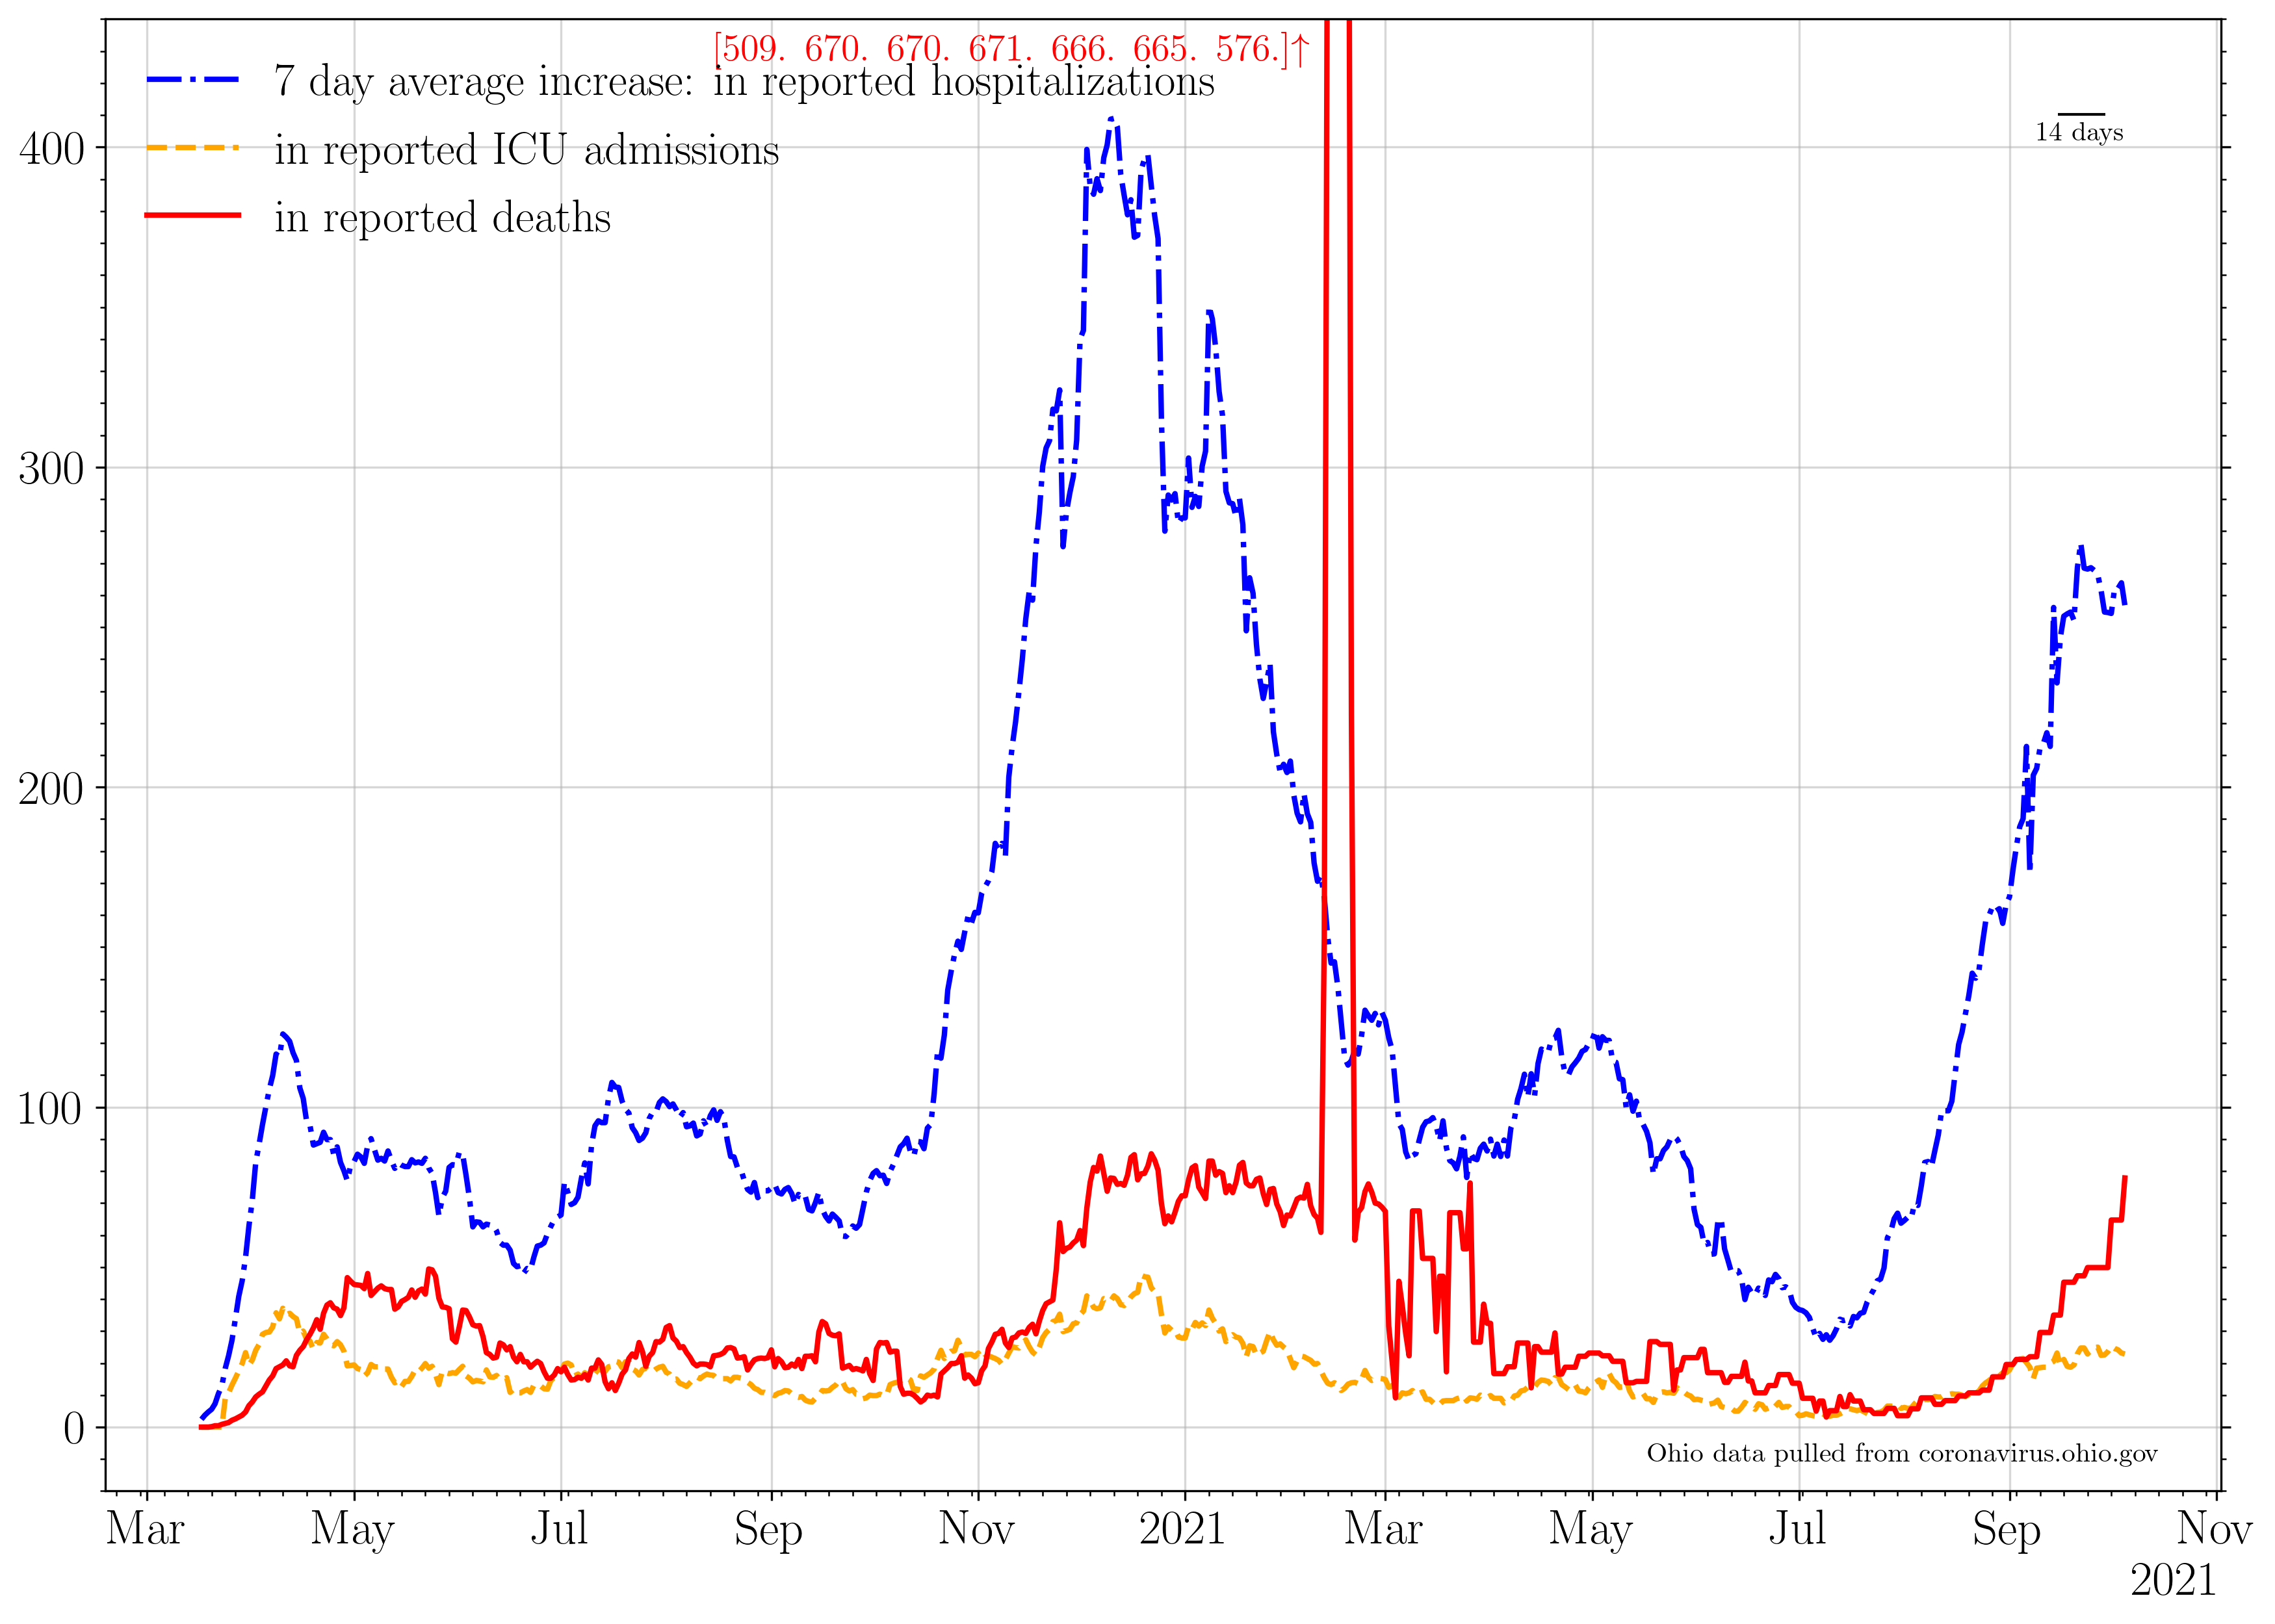 [509. 670. 670. 671. 666. 665. 576.]↑
7 day average increase: in reported hospitalizations
in reported ICU admissions
in reported deaths
14 days
400
300
200
100
0
Ohio data pulled from coronavirus.ohio.gov
Mar May Jul Sep Nov 2021 Mar May Jul Sep Nov
2021